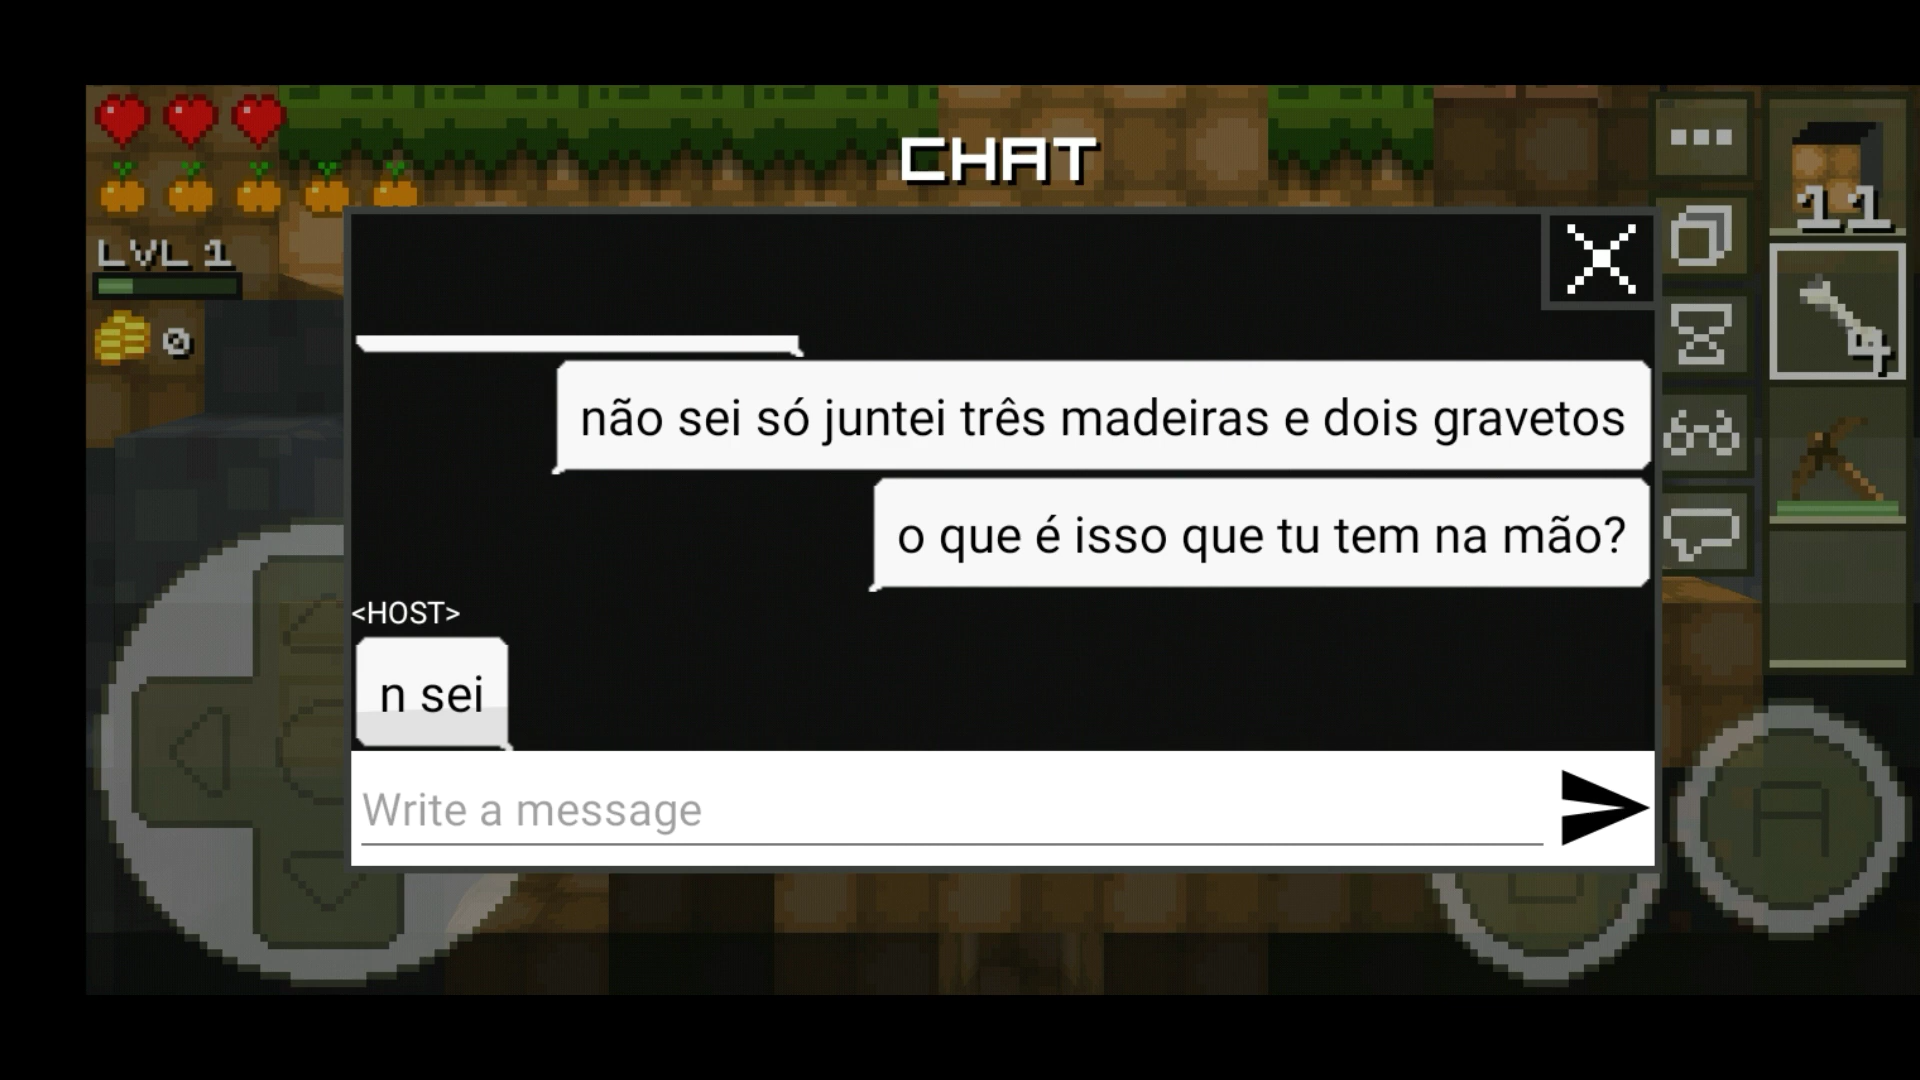 CHAT
LVL 1
0
11
4
não sei só juntei três madeiras e dois gravetos
o que é isso que tu tem na mão?
<HOST>
n sei
Write a message
A